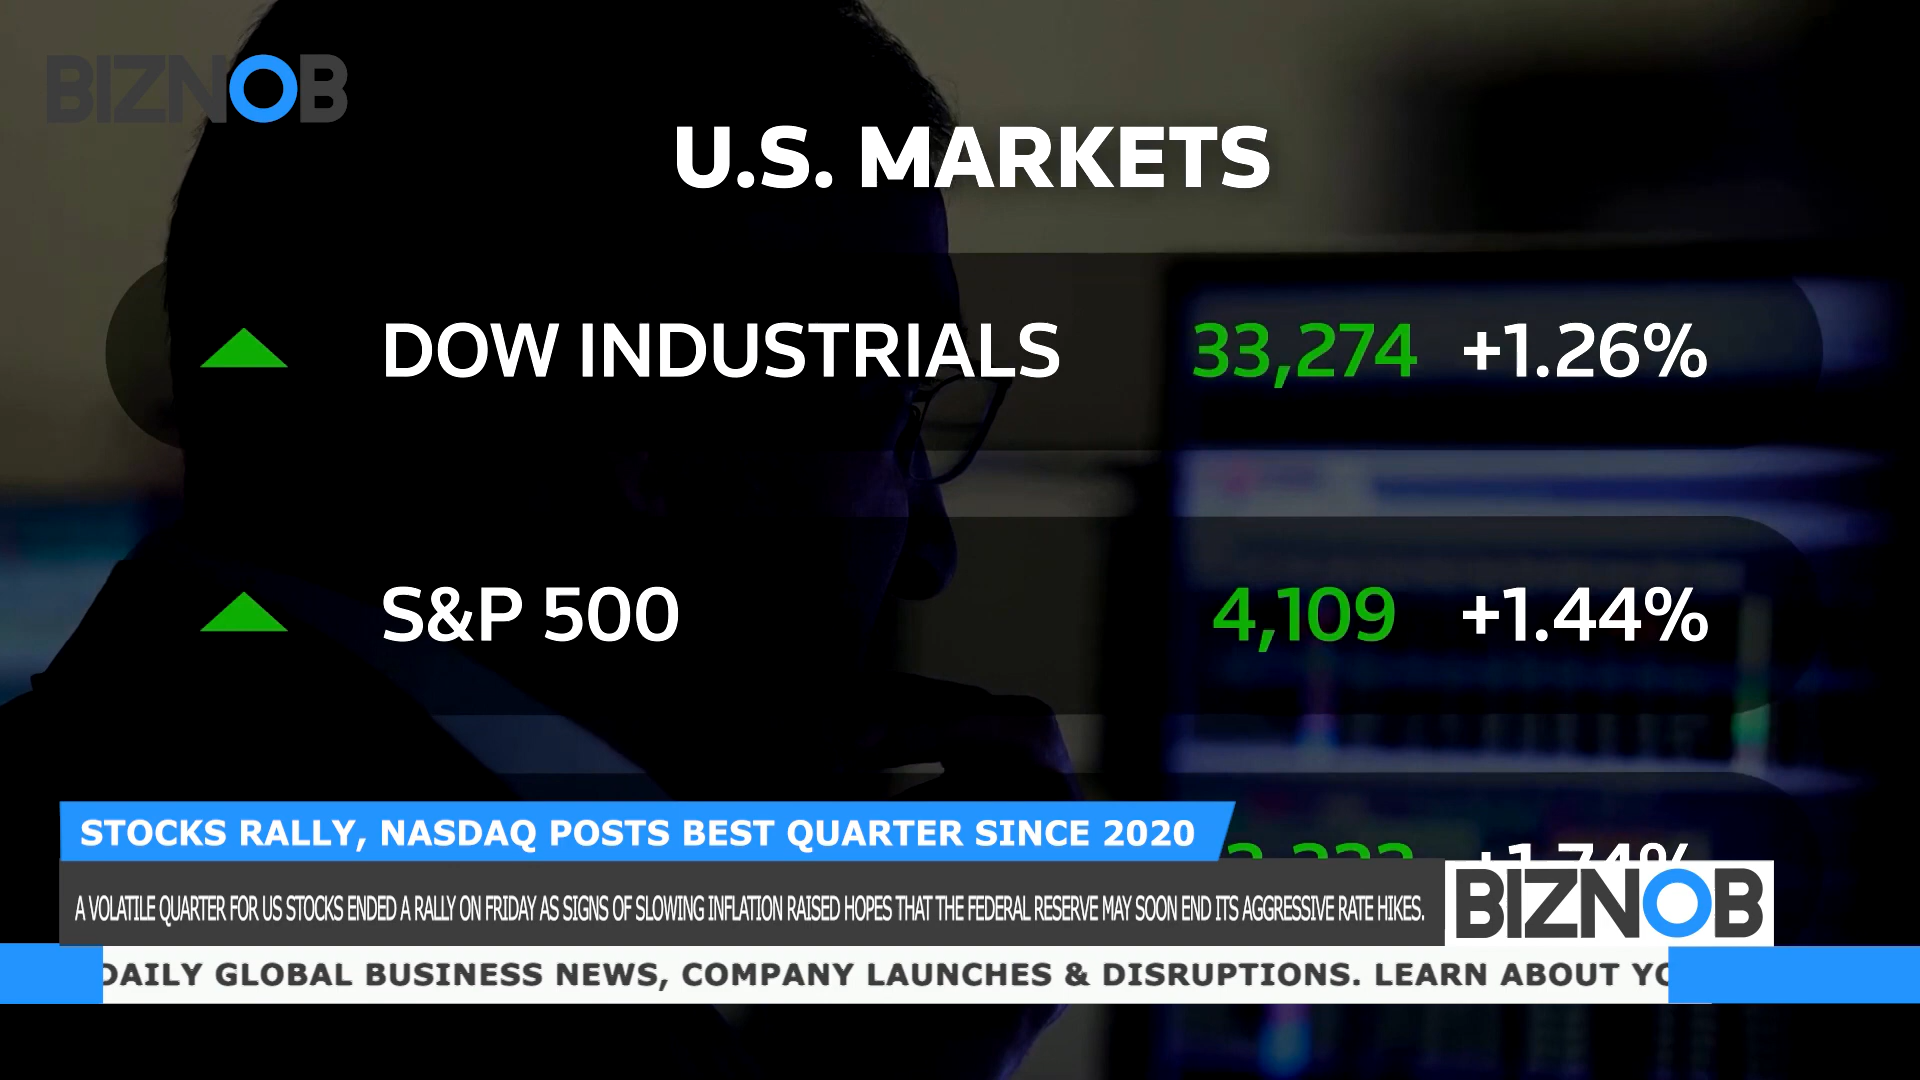 BIZNOB
U.S. MARKETS
DOW INDUSTRIALS 33,274 +1.26%
S&P 500 4,109 +1.44%
+1.74%
STOCKS RALLY, NASDAQ POSTS BEST QUARTER SINCE 2020
A VOLATILE QUARTER FOR US STOCKS ENDED A RALLY ON FRIDAY AS SIGNS OF SLOWING INFLATION RAISED HOPES THAT THE FEDERAL RESERVE MAY SOON END ITS AGGRESSIVE RATE HIKES.
BIZNOB
DAILY GLOBAL BUSINESS NEWS, COMPANY LAUNCHES & DISRUPTIONS. LEARN ABOUT